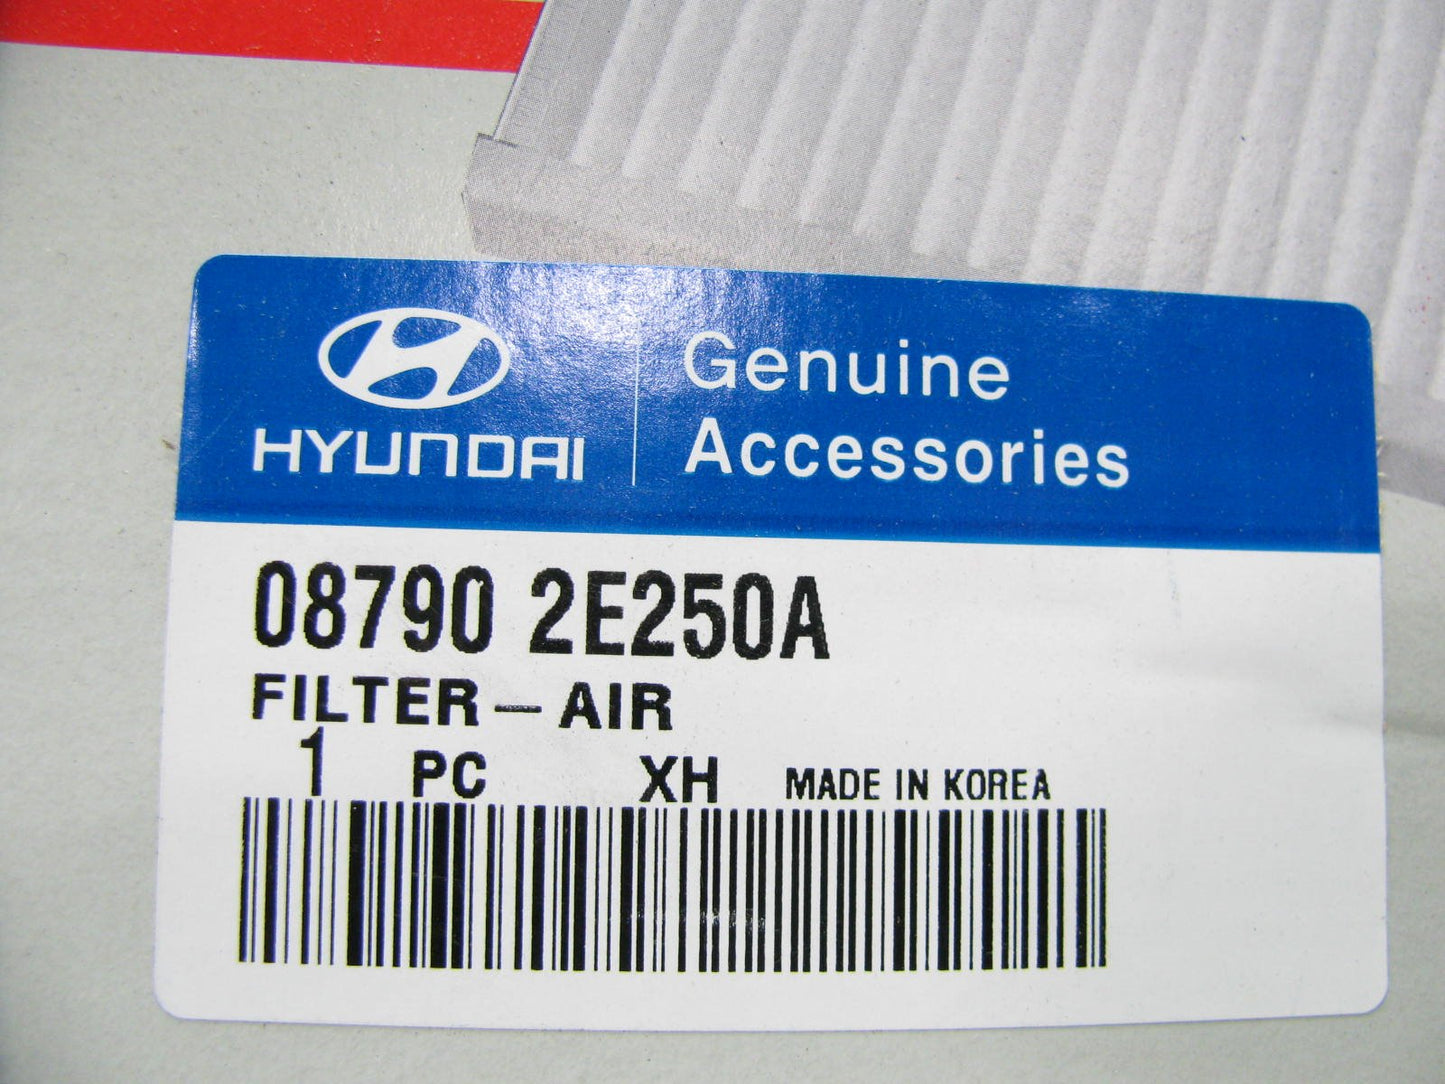 HYUNDAI
Genuine
Accessories
08790 2E250A
FILTER-AIR
1 PC XH MADE IN KOREA